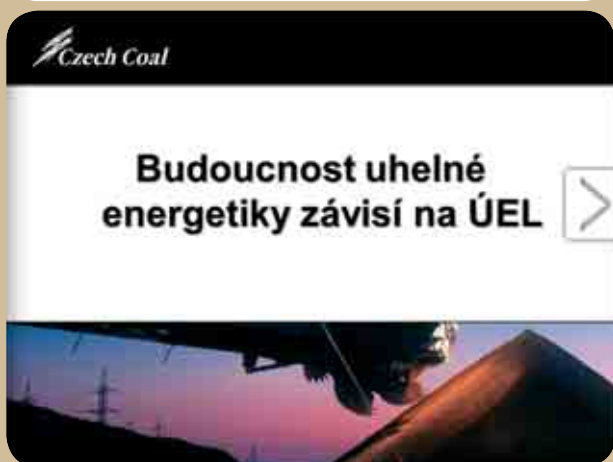 Czech Coal
Budoucnost uhelné
energetiky závisí na ÚEL